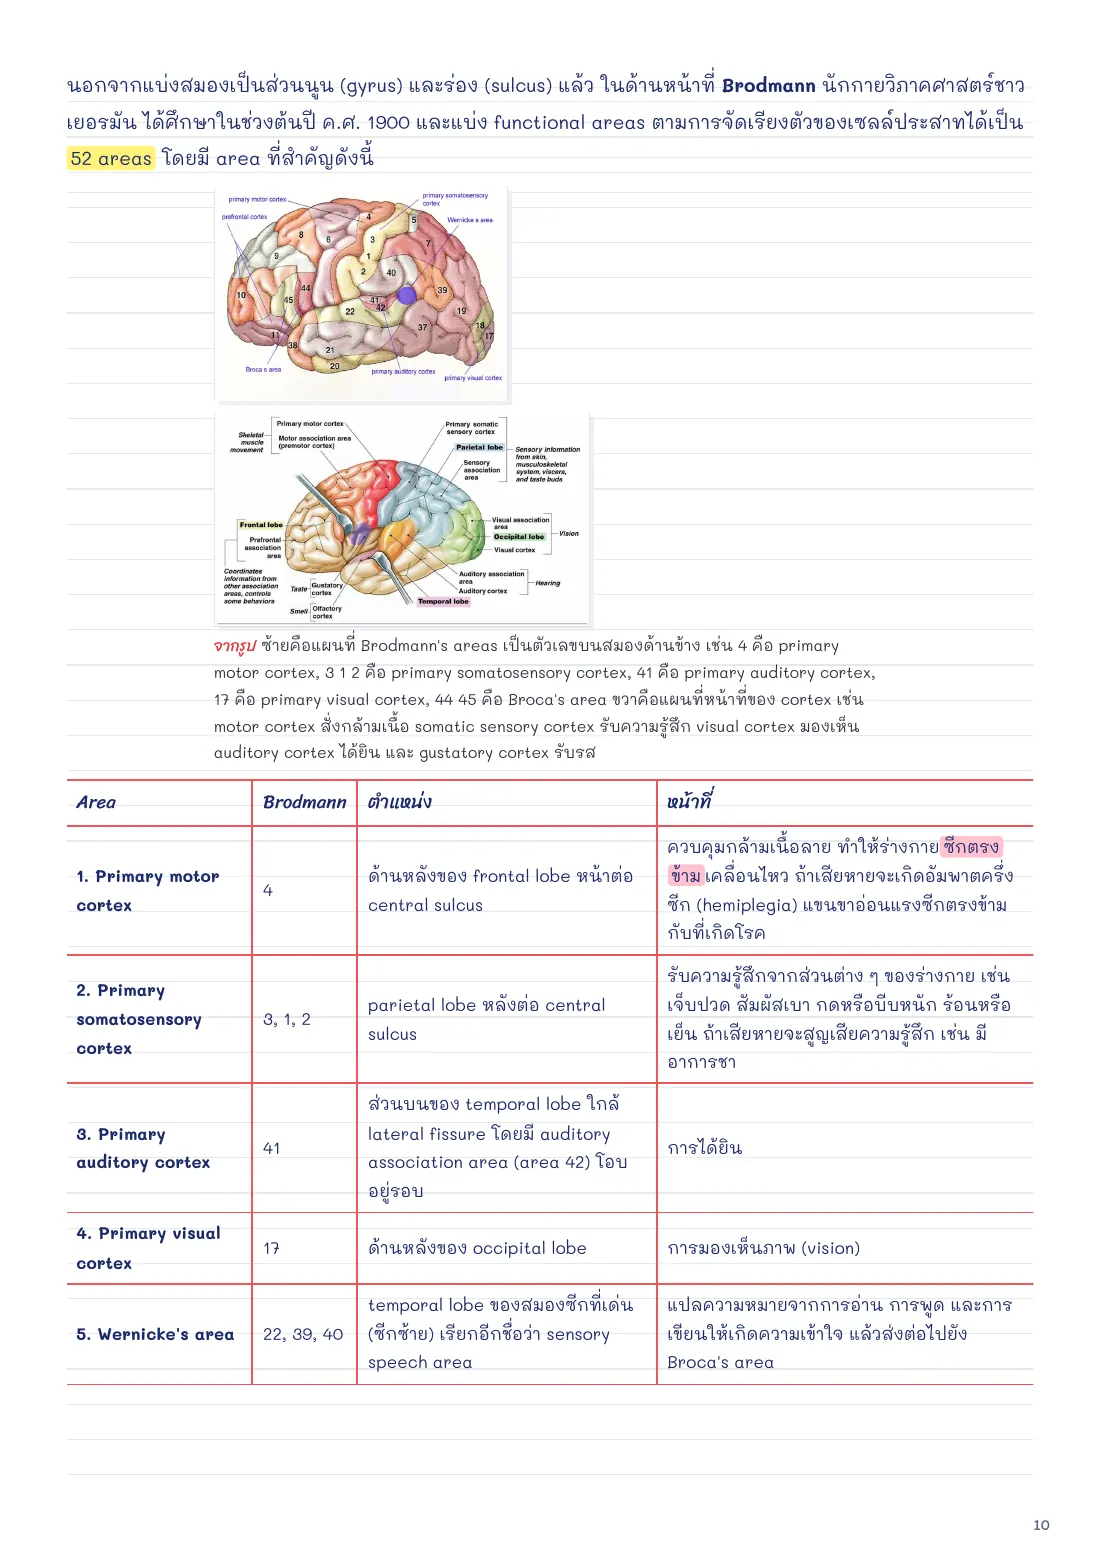 นอกจากแบ่งสมองเป็นส่วนนูน (gyrus) และร่อง (sulcus) แล้ว ในด้านหน้าที่ Brodmann นักกายวิภาคศาสตร์ชาว
เยอรมัน ได้ศึกษาในช่วงต้นปี ค.ศ. 1900 และแบ่ง functional areas ตามการจัดเรียงตัวของเซลล์ประสาทได้เป็น
52 areas โดยมี area ที่สำคัญดังนี้
primary motor cortex
primary somatosensory
cortex
prefrontal cortex
Wernicke s area
4
5
8
6
3
7
9
1
2
40
10
44
45
41
42
39
22
19
37
18
17
11
38
21
20
Broca s area
primary auditory cortex
primary visual cortex
Primary motor cortex
Skeletal
muscle
movement
Motor association area
(premotor cortex)
Primary somatic
sensory cortex
Parietal lobe
Sensory
association
area
Sensory information
from skin,
musculoskeletal
system, viscera,
and taste buds
Frontal lobe
Prefrontal
association
area
Visual association
area
Occipital lobe
Visual cortex
Vision
Coordinates
information from
other association
areas, controls
some behaviors
Taste
Gustatory
cortex
Smell
Olfactory
cortex
Auditory association
area
Auditory cortex
Hearing
Temporal lobe
จากรูป ซ้ายคือแผนที่ Brodmann's areas เป็นตัวเลขบนสมองด้านข้าง เช่น 4 คือ primary
motor cortex, 3 1 2 คือ primary somatosensory cortex, 41 คือ primary auditory cortex,
17 คือ primary visual cortex, 44 45 คือ Broca's area ขวาคือแผนที่หน้าที่ของ cortex เช่น
motor cortex สั่งกล้ามเนื้อ somatic sensory cortex รับความรู้สึก visual cortex มองเห็น
auditory cortex ได้ยิน และ gustatory cortex รับรส
Area Brodmann ตำแหน่ง หน้าที่
1. Primary motor
cortex
4
ด้านหลังของ frontal lobe หน้าต่อ
central sulcus
ควบคุมกล้ามเนื้อลาย ทำให้ร่างกายซีกตรง
ข้ามเคลื่อนไหว ถ้าเสียหายจะเกิดอัมพาตครึ่ง
ซีก (hemiplegia) แขนขาอ่อนแรงซีกตรงข้าม
กับที่เกิดโรค
2. Primary
somatosensory
cortex
3, 1, 2
parietal lobe หลังต่อ central
sulcus
รับความรู้สึกจากส่วนต่าง ๆ ของร่างกาย เช่น
เจ็บปวด สัมผัสเบา กดหรือบีบหนัก ร้อนหรือ
เย็น ถ้าเสียหายจะสูญเสียความรู้สึก เช่น มี
อาการชา
3. Primary
auditory cortex
41
ส่วนบนของ temporal lobe ใกล้
lateral fissure โดยมี auditory
association area (area 42) โอบ
อยู่รอบ
การได้ยิน
4. Primary visual
cortex
17
ด้านหลังของ occipital lobe
การมองเห็นภาพ (vision)
5. Wernicke's area
22, 39, 40
temporal lobe ของสมองซีกที่เด่น
(ซีกซ้าย) เรียกอีกชื่อว่า sensory
speech area
แปลความหมายจากการอ่าน การพูด และการ
เขียนให้เกิดความเข้าใจ แล้วส่งต่อไปยัง
Broca's area
10